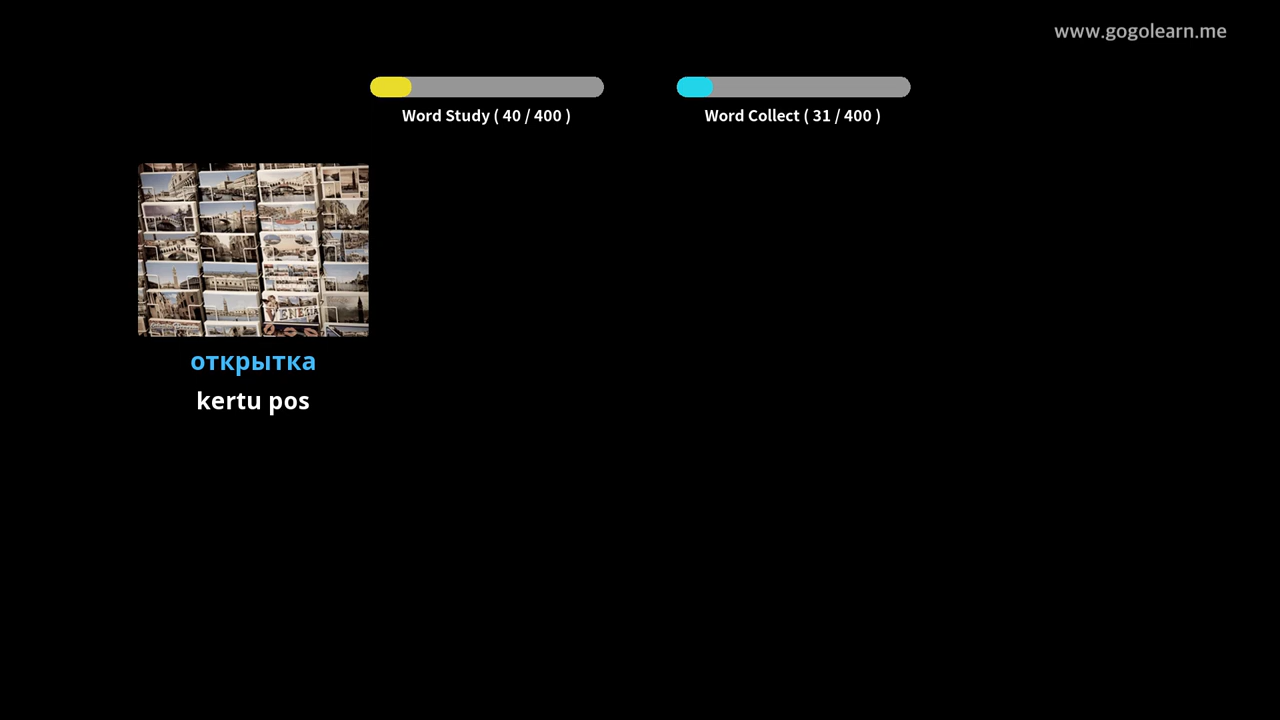 www.gogolearn.me
Word Study ( 40 / 400 )
Word Collect ( 31 / 400 )
открытка
kertu pos